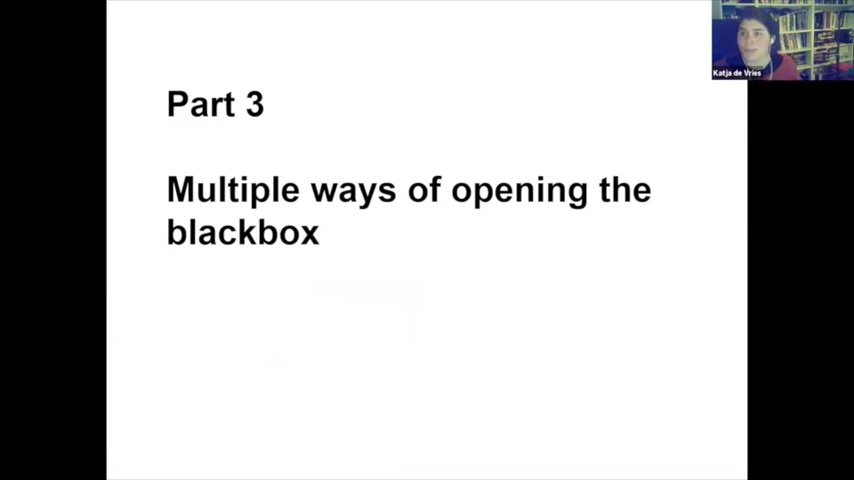 Katja de Vries
Part 3
Multiple ways of opening the
blackbox